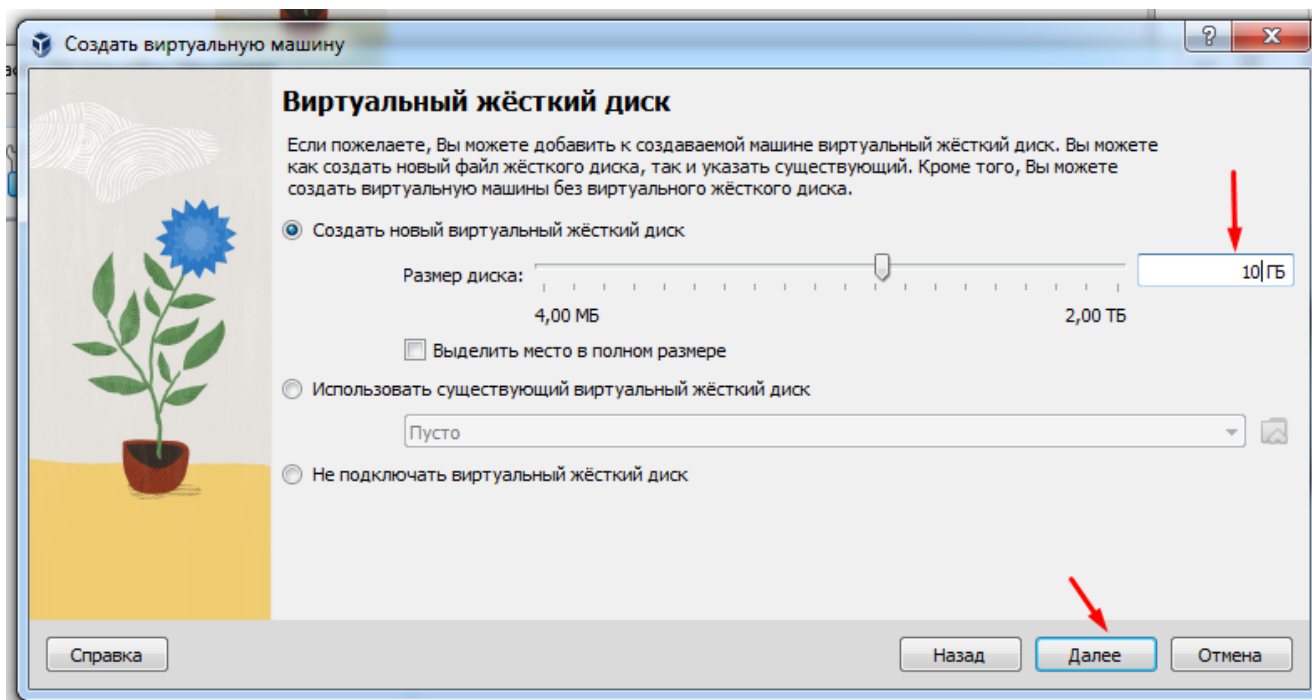 Создать виртуальную машину
Виртуальный жёсткий диск
Если пожелаете, Вы можете добавить к создаваемой машине виртуальный жёсткий диск. Вы можете
как создать новый файл жёсткого диска, так и указать существующий. Кроме того, Вы можете
создать виртуальную машины без виртуального жёсткого диска.
Создать новый виртуальный жёсткий диск
Размер диска:
10 ГБ
4,00 МБ 2,00 ТБ
Выделить место в полном размере
Использовать существующий виртуальный жёсткий диск
Пусто
Не подключать виртуальный жёсткий диск
Справка Назад Далее Отмена